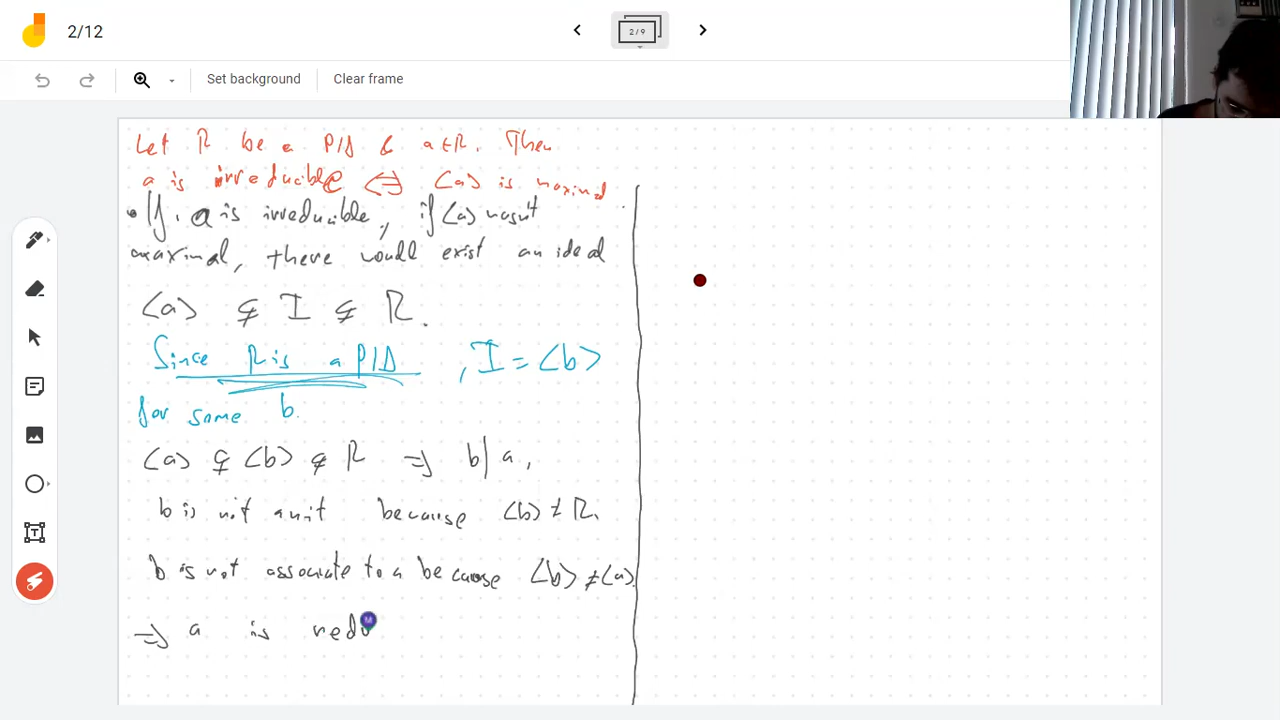 2/12
2/9
Set background
Clear frame
Let R be a PID & a∈R. Then
a is irreducible ⇔ ⟨a⟩ is maximal
• If a is irreducible, if ⟨a⟩ wasn't
maximal, there would exist an ideal
⟨a⟩ ⊊ I ⊊ R.
Since R is a PID, I = ⟨b⟩
for some b.
⟨a⟩ ⊊ ⟨b⟩ ⊊ R ⇒ b | a,
b is not a unit because ⟨b⟩ ≠ R.
b is not associate to a because ⟨b⟩ ≠ ⟨a⟩.
⇒ a is redu
M